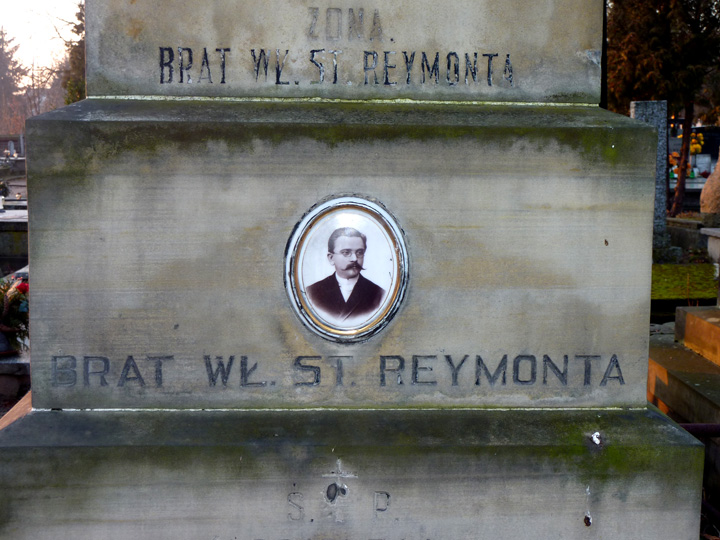 ŻONA.
BRAT WŁ. ST. REYMONTA
BRAT WŁ. ST. REYMONTA
S. P.